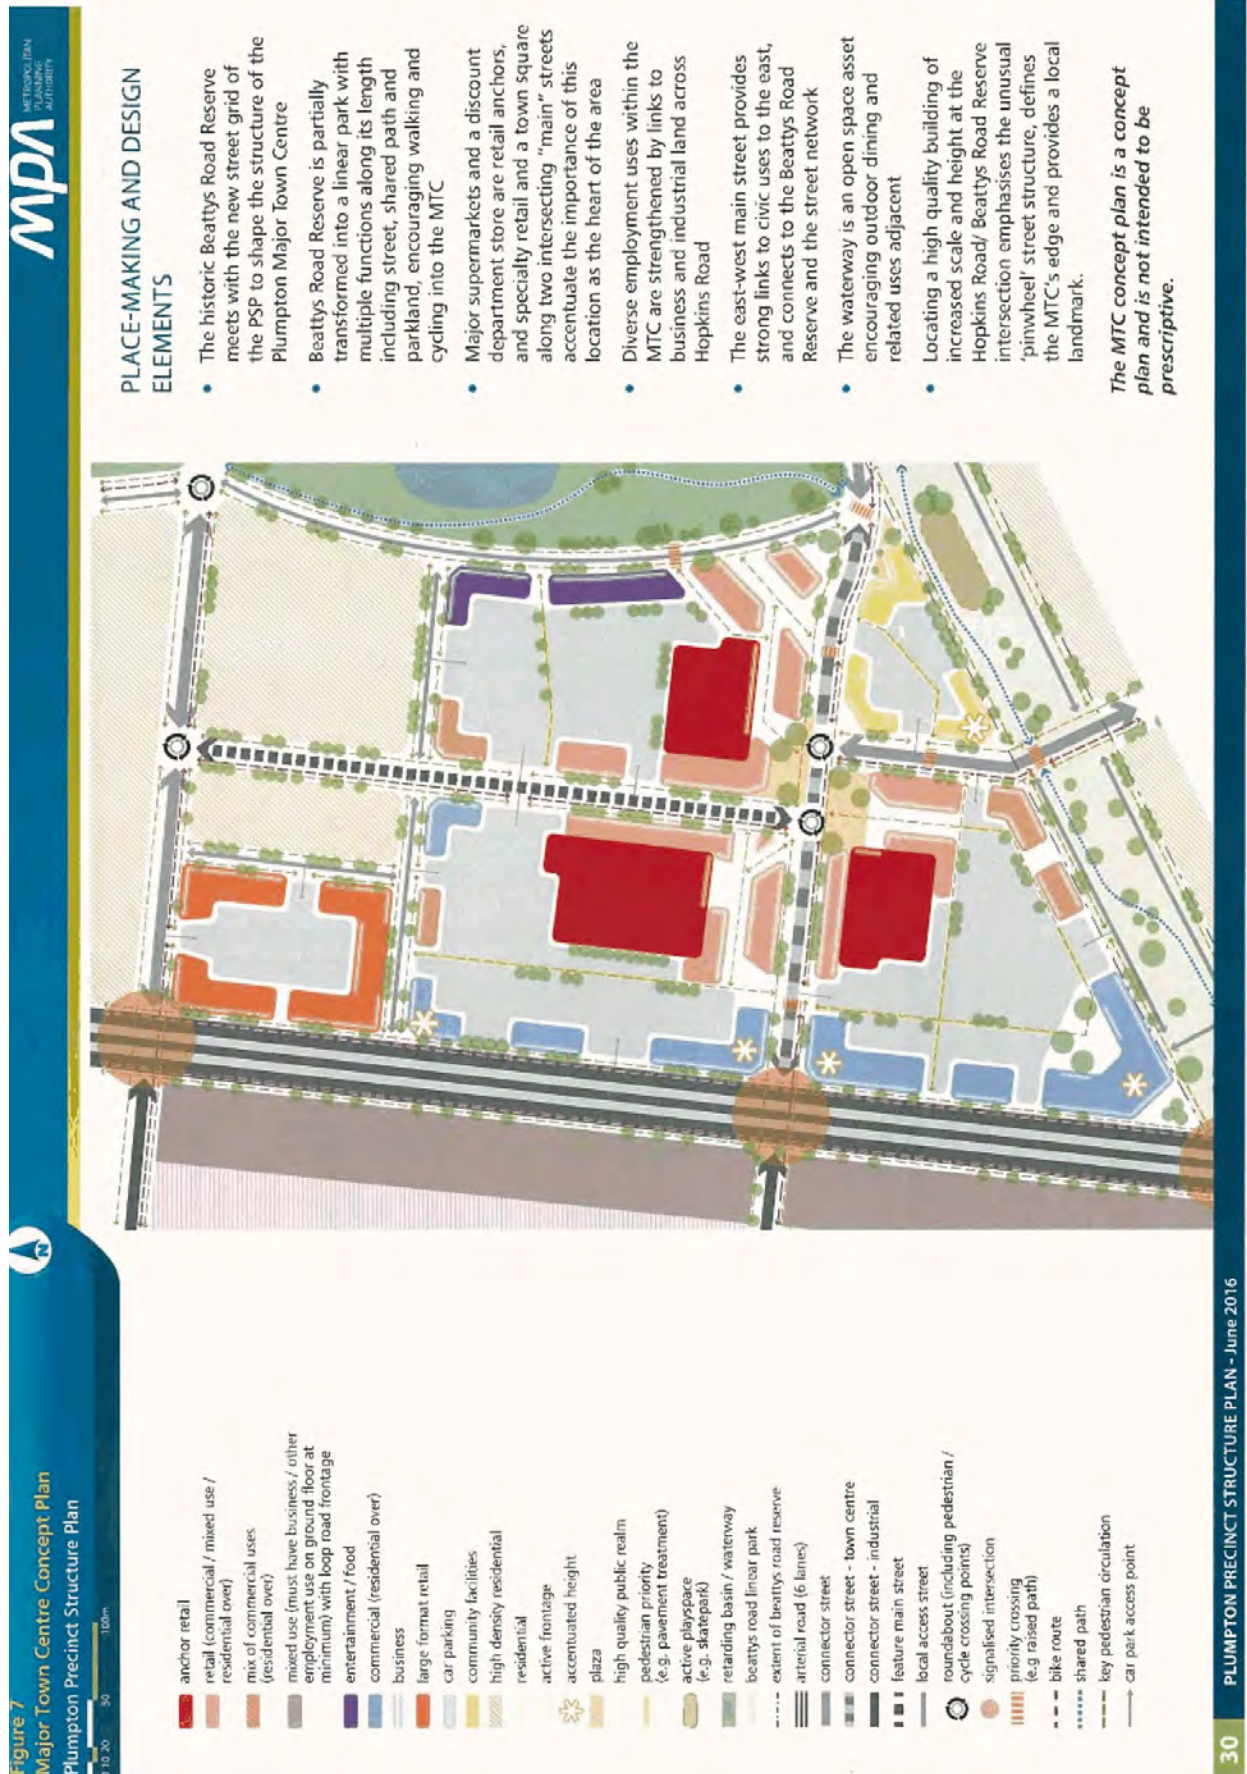 Figure 7
Major Town Centre Concept Plan
Plumpton Precinct Structure Plan
10 20 50 100m
N
MPA METROPOLITAN
PLANNING
AUTHORITY
anchor retail
retail (commercial / mixed use /
residential over)
mix of commercial uses
(residential over)
mixed use (must have business / other
employment use on ground floor at
minimum) with loop road frontage
entertainment / food
commercial (residential over)
business
large format retail
car parking
community facilities
high density residential
residential
active frontage
accentuated height
plaza
high quality public realm
pedestrian priority
(e.g. pavement treatment)
active playspace
(e.g. skatepark)
retarding basin / waterway
beattys road linear park
extent of beattys road reserve
arterial road (6 lanes)
connector street
connector street - town centre
connector street - industrial
feature main street
local access street
roundabout (including pedestrian /
cycle crossing points)
signalised intersection
priority crossing
(e.g raised path)
bike route
shared path
key pedestrian circulation
car park access point
PLACE-MAKING AND DESIGN
ELEMENTS
• The historic Beattys Road Reserve
meets with the new street grid of
the PSP to shape the structure of the
Plumpton Major Town Centre
• Beattys Road Reserve is partially
transformed into a linear park with
multiple functions along its length
including street, shared path and
parkland, encouraging walking and
cycling into the MTC
• Major supermarkets and a discount
department store are retail anchors,
and specialty retail and a town square
along two intersecting "main" streets
accentuate the importance of this
location as the heart of the area
• Diverse employment uses within the
MTC are strengthened by links to
business and industrial land across
Hopkins Road
• The east-west main street provides
strong links to civic uses to the east,
and connects to the Beattys Road
Reserve and the street network
• The waterway is an open space asset
encouraging outdoor dining and
related uses adjacent
• Locating a high quality building of
increased scale and height at the
Hopkins Road/ Beattys Road Reserve
intersection emphasises the unusual
'pinwheel' street structure, defines
the MTC's edge and provides a local
landmark.
The MTC concept plan is a concept
plan and is not intended to be
prescriptive.
30 PLUMPTON PRECINCT STRUCTURE PLAN - June 2016